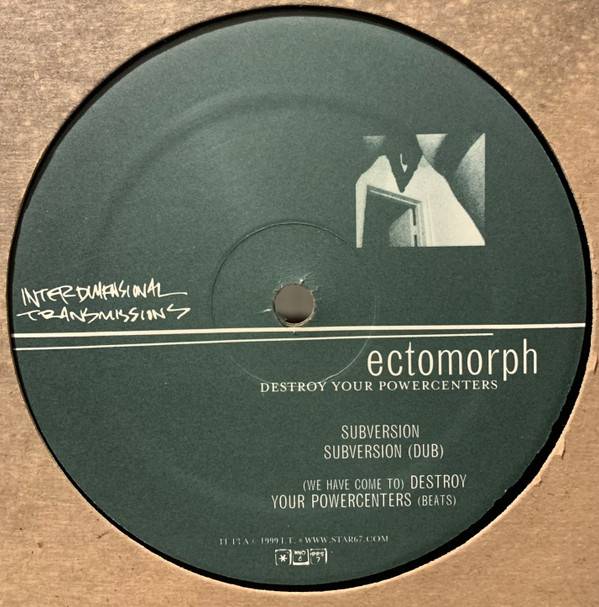 INTERDIMENSIONAL
TRANSMISSIONS
ectomorph
DESTROY YOUR POWERCENTERS
SUBVERSION
SUBVERSION (DUB)
(WE HAVE COME TO) DESTROY
YOUR POWERCENTERS (BEATS)
A © 1999 I.T. • WWW.STAR67.COM
*